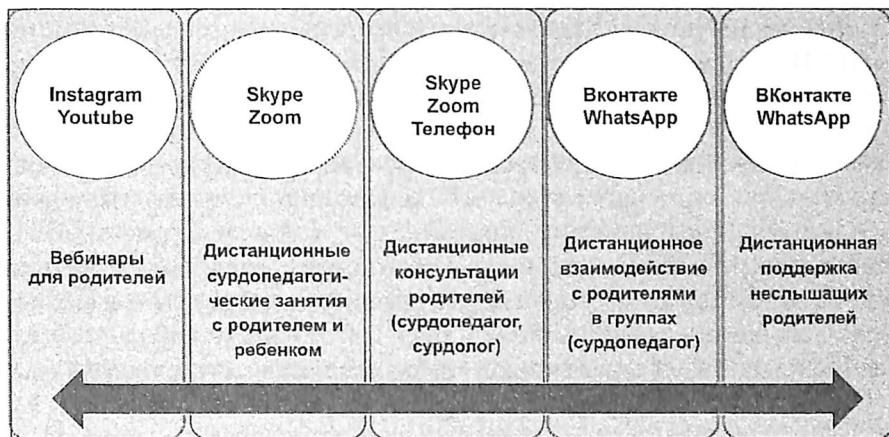 Instagram
Youtube
Skype
Zoom
Skype
Zoom
Телефон
Вконтакте
WhatsApp
ВКонтакте
WhatsApp
Вебинары
для родителей
Дистанционные
сурдопедагоги-
ческие занятия
с родителем и
ребенком
Дистанционные
консультации
родителей
(сурдопедагог,
сурдолог)
Дистанционное
взаимодействие
с родителями
в группах
(сурдопедагог)
Дистанционная
поддержка
неслышащих
родителей